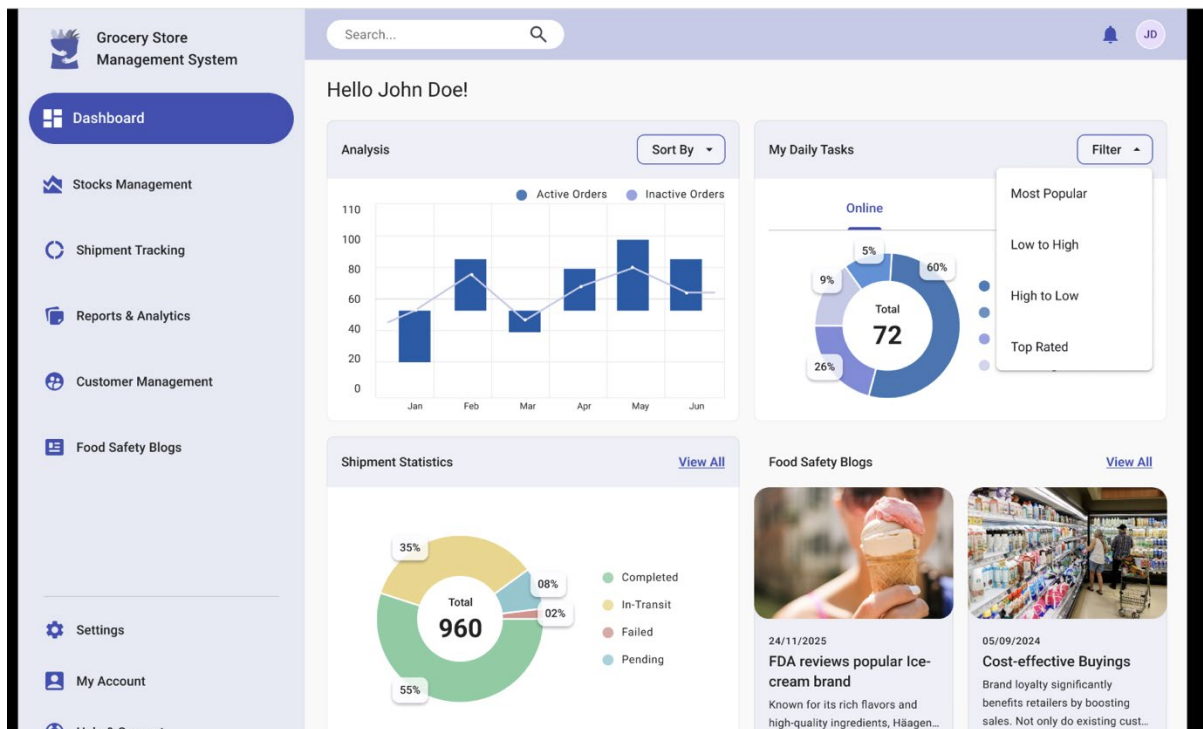 Grocery Store
Management System
Search...
JD
Dashboard
Stocks Management
Shipment Tracking
Reports & Analytics
Customer Management
Food Safety Blogs
Settings
My Account
Hello John Doe!
Analysis
Sort By
Active Orders
Inactive Orders
110
100
80
60
40
20
0
Jan Feb Mar Apr May Jun
My Daily Tasks
Filter
Most Popular
Low to High
High to Low
Top Rated
Online
5%
60%
9%
26%
Total
72
Shipment Statistics
View All
35%
08%
02%
55%
Total
960
Completed
In-Transit
Failed
Pending
Food Safety Blogs
View All
24/11/2025
FDA reviews popular Ice-
cream brand
Known for its rich flavors and
high-quality ingredients, Häagen...
05/09/2024
Cost-effective Buyings
Brand loyalty significantly
benefits retailers by boosting
sales. Not only do existing cust...